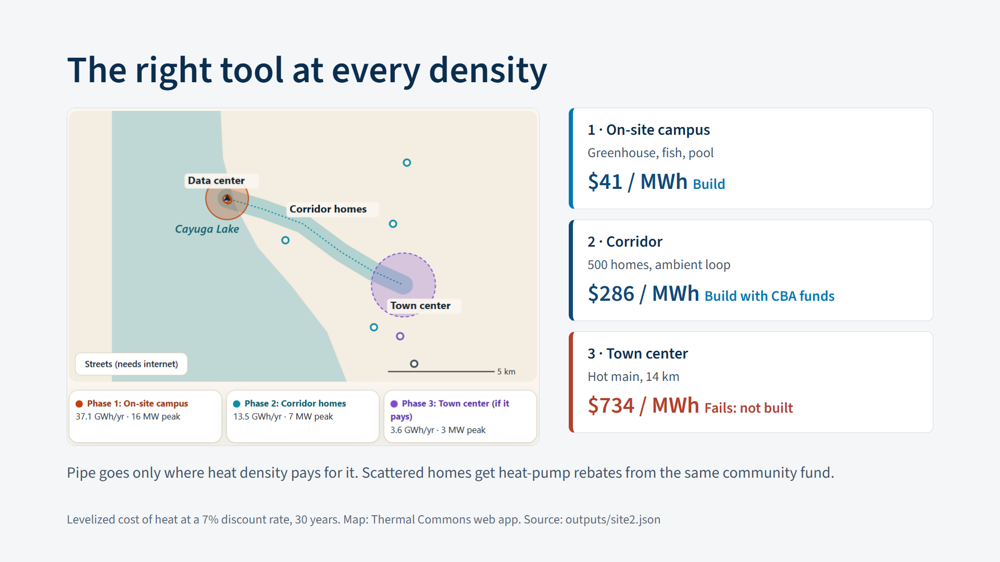 The right tool at every density
Data center
Corridor homes
Cayuga Lake
Town center
Streets (needs internet)
5 km
Phase 1: On-site campus
37.1 GWh/yr · 16 MW peak
Phase 2: Corridor homes
13.5 GWh/yr · 7 MW peak
Phase 3: Town center (if it
pays)
3.6 GWh/yr · 3 MW peak
1 · On-site campus
Greenhouse, fish, pool
$41 / MWh Build
2 · Corridor
500 homes, ambient loop
$286 / MWh Build with CBA funds
3 · Town center
Hot main, 14 km
$734 / MWh Fails: not built
Pipe goes only where heat density pays for it. Scattered homes get heat-pump rebates from the same community fund.
Levelized cost of heat at a 7% discount rate, 30 years. Map: Thermal Commons web app. Source: outputs/site2.json